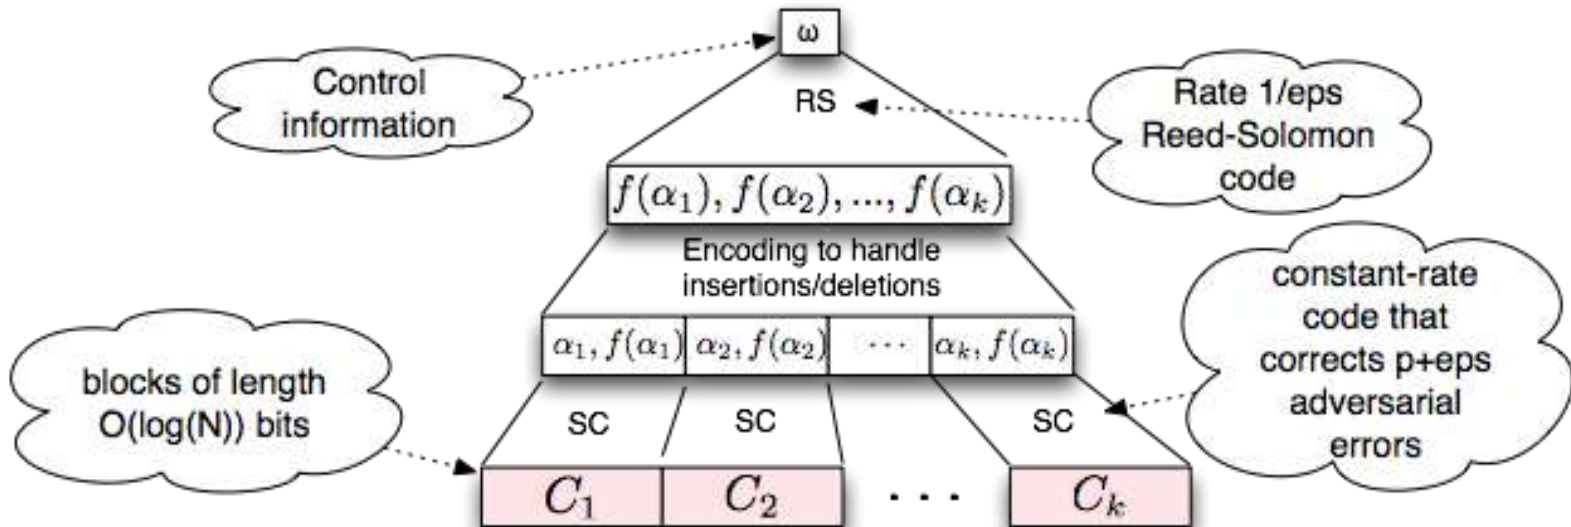 ω
Control
information
RS
Rate 1/eps
Reed-Solomon
code
f(α₁), f(α₂), ..., f(αₖ)
Encoding to handle
insertions/deletions
constant-rate
code that
corrects p+eps
adversarial
errors
α₁, f(α₁) α₂, f(α₂) ··· αₖ, f(αₖ)
blocks of length
O(log(N)) bits
SC SC SC
C₁ C₂ ··· Cₖ